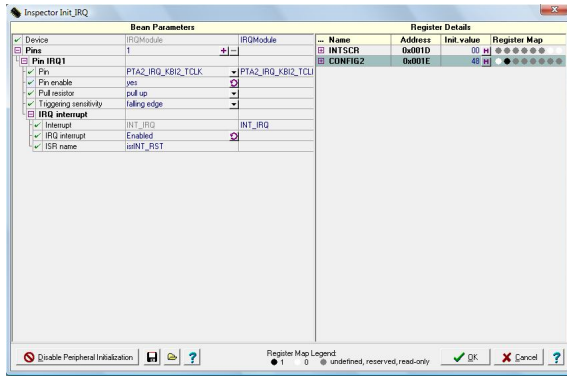 Inspector Init_IRQ
Bean Parameters
Register Details
Device IRQModule IRQModule
Pins 1
Pin IRQ1
Pin PTA2_IRQ_KBI2_TCLK PTA2_IRQ_KBI2_TCLI
Pin enable yes
Pull resistor pull up
Triggering sensitivity falling edge
IRQ interrupt
Interrupt INT_IRQ INT_IRQ
IRQ interrupt Enabled
ISR name isrINT_RST
... Name Address Init.value Register Map
INTSCR 0x001D 00 H
CONFIG2 0x001E 48 H
Disable Peripheral Initialization
?
Register Map Legend:
1 0 undefined, reserved, read-only
OK
Cancel
?